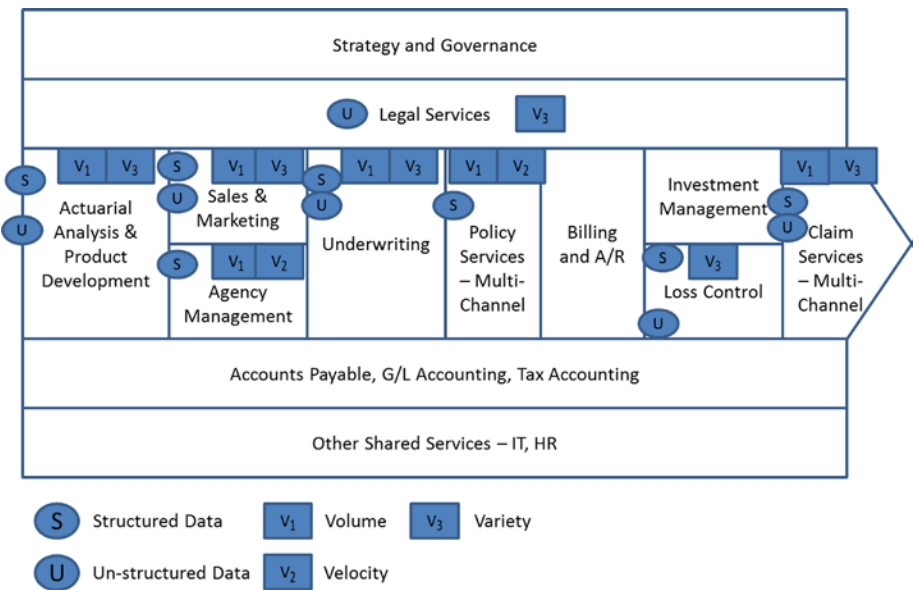 Strategy and Governance
U Legal Services V3
S V1 V3
U
Actuarial
Analysis &
Product
Development
S V1 V3
U Sales &
Marketing
S V1 V2
Agency
Management
S V1 V3
U
Underwriting
V1 V2
S
Policy
Services
– Multi-
Channel
Billing
and A/R
Investment
Management
S V3
Loss Control
U
V1 V3
S
U
Claim
Services
– Multi-
Channel
Accounts Payable, G/L Accounting, Tax Accounting
Other Shared Services – IT, HR
S Structured Data V1 Volume V3 Variety
U Un-structured Data V2 Velocity